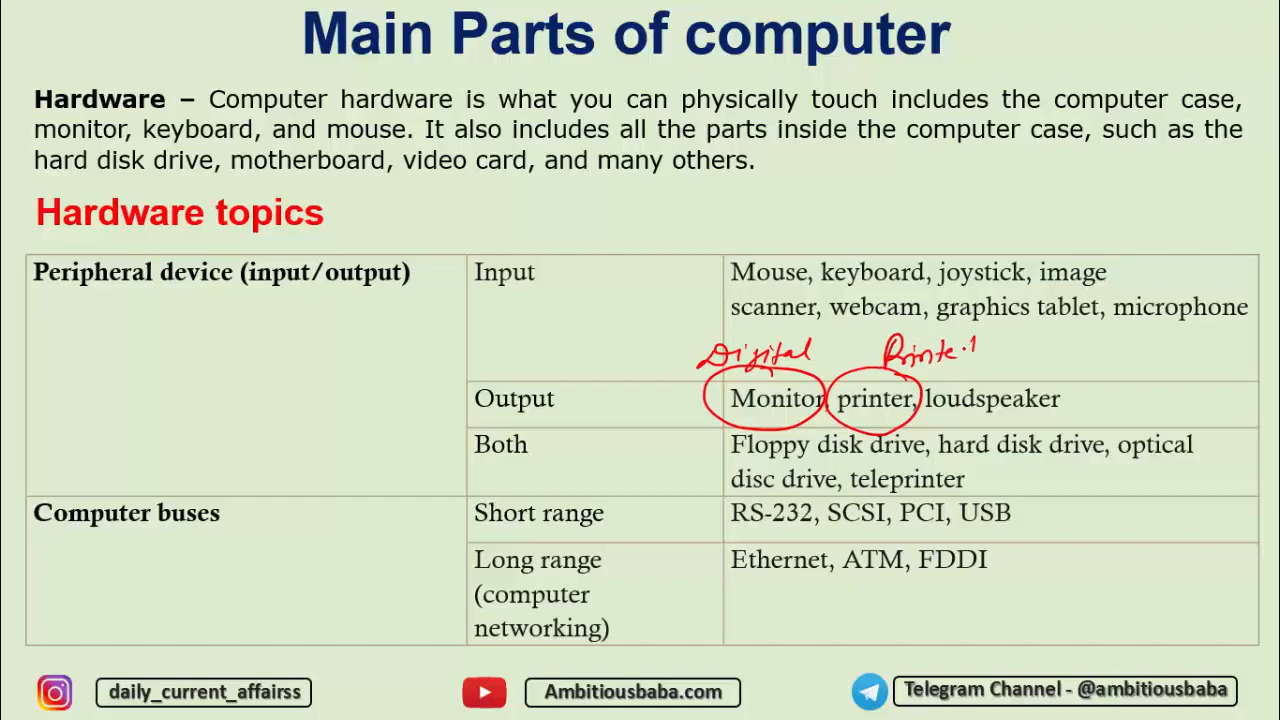 Main Parts of computer
Hardware – Computer hardware is what you can physically touch includes the computer case,
monitor, keyboard, and mouse. It also includes all the parts inside the computer case, such as the
hard disk drive, motherboard, video card, and many others.
Hardware topics
Peripheral device (input/output) Input Mouse, keyboard, joystick, image
scanner, webcam, graphics tablet, microphone
Digital
Output Monitor, printer, loudspeaker
Both Floppy disk drive, hard disk drive, optical
disc drive, teleprinter
Computer buses Short range RS-232, SCSI, PCI, USB
Long range Ethernet, ATM, FDDI
(computer
networking)
daily_current_affairss Ambitiousbaba.com Telegram Channel - @ambitiousbaba